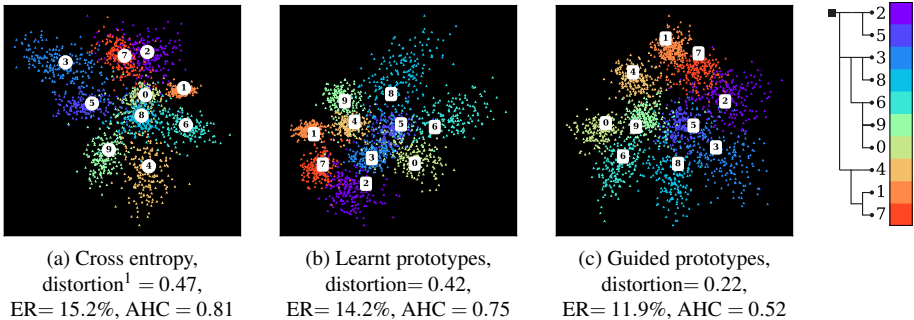 7 2
3
0 1
5
8 6
9
4
8
9
4 5 6
1
7 3 0
2
1
7
4
2
0 9 5
3
6 8
2
5
3
8
6
9
0
4
1
7
(a) Cross entropy,
distortion¹ = 0.47,
ER= 15.2%, AHC = 0.81
(b) Learnt prototypes,
distortion= 0.42,
ER= 14.2%, AHC = 0.75
(c) Guided prototypes,
distortion= 0.22,
ER= 11.9%, AHC = 0.52